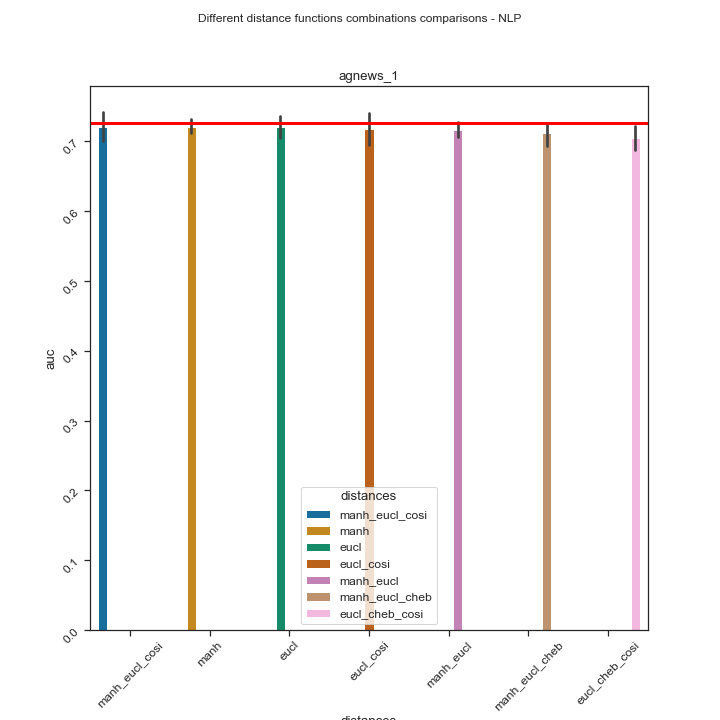 Different distance functions combinations comparisons - NLP
agnews_1
0.7
0.6
0.5
0.4
0.3
0.2
0.1
0.0
auc
distances
manh_eucl_cosi
manh
eucl
eucl_cosi
manh_eucl
manh_eucl_cheb
eucl_cheb_cosi
manh_eucl_cosi
manh
eucl
eucl_cosi
manh_eucl
manh_eucl_cheb
eucl_cheb_cosi
distances